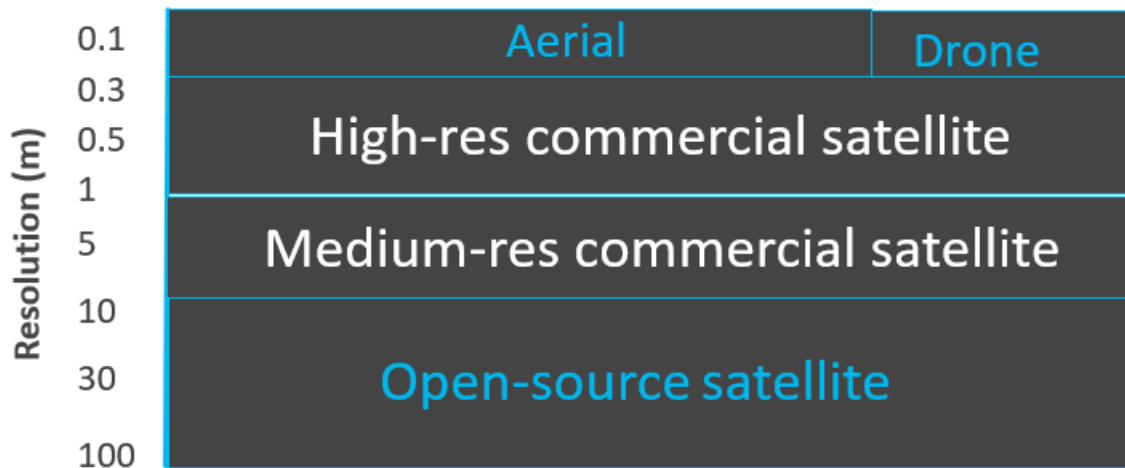 Resolution (m)
0.1
0.3
0.5
1
5
10
30
100
Aerial
Drone
High-res commercial satellite
Medium-res commercial satellite
Open-source satellite